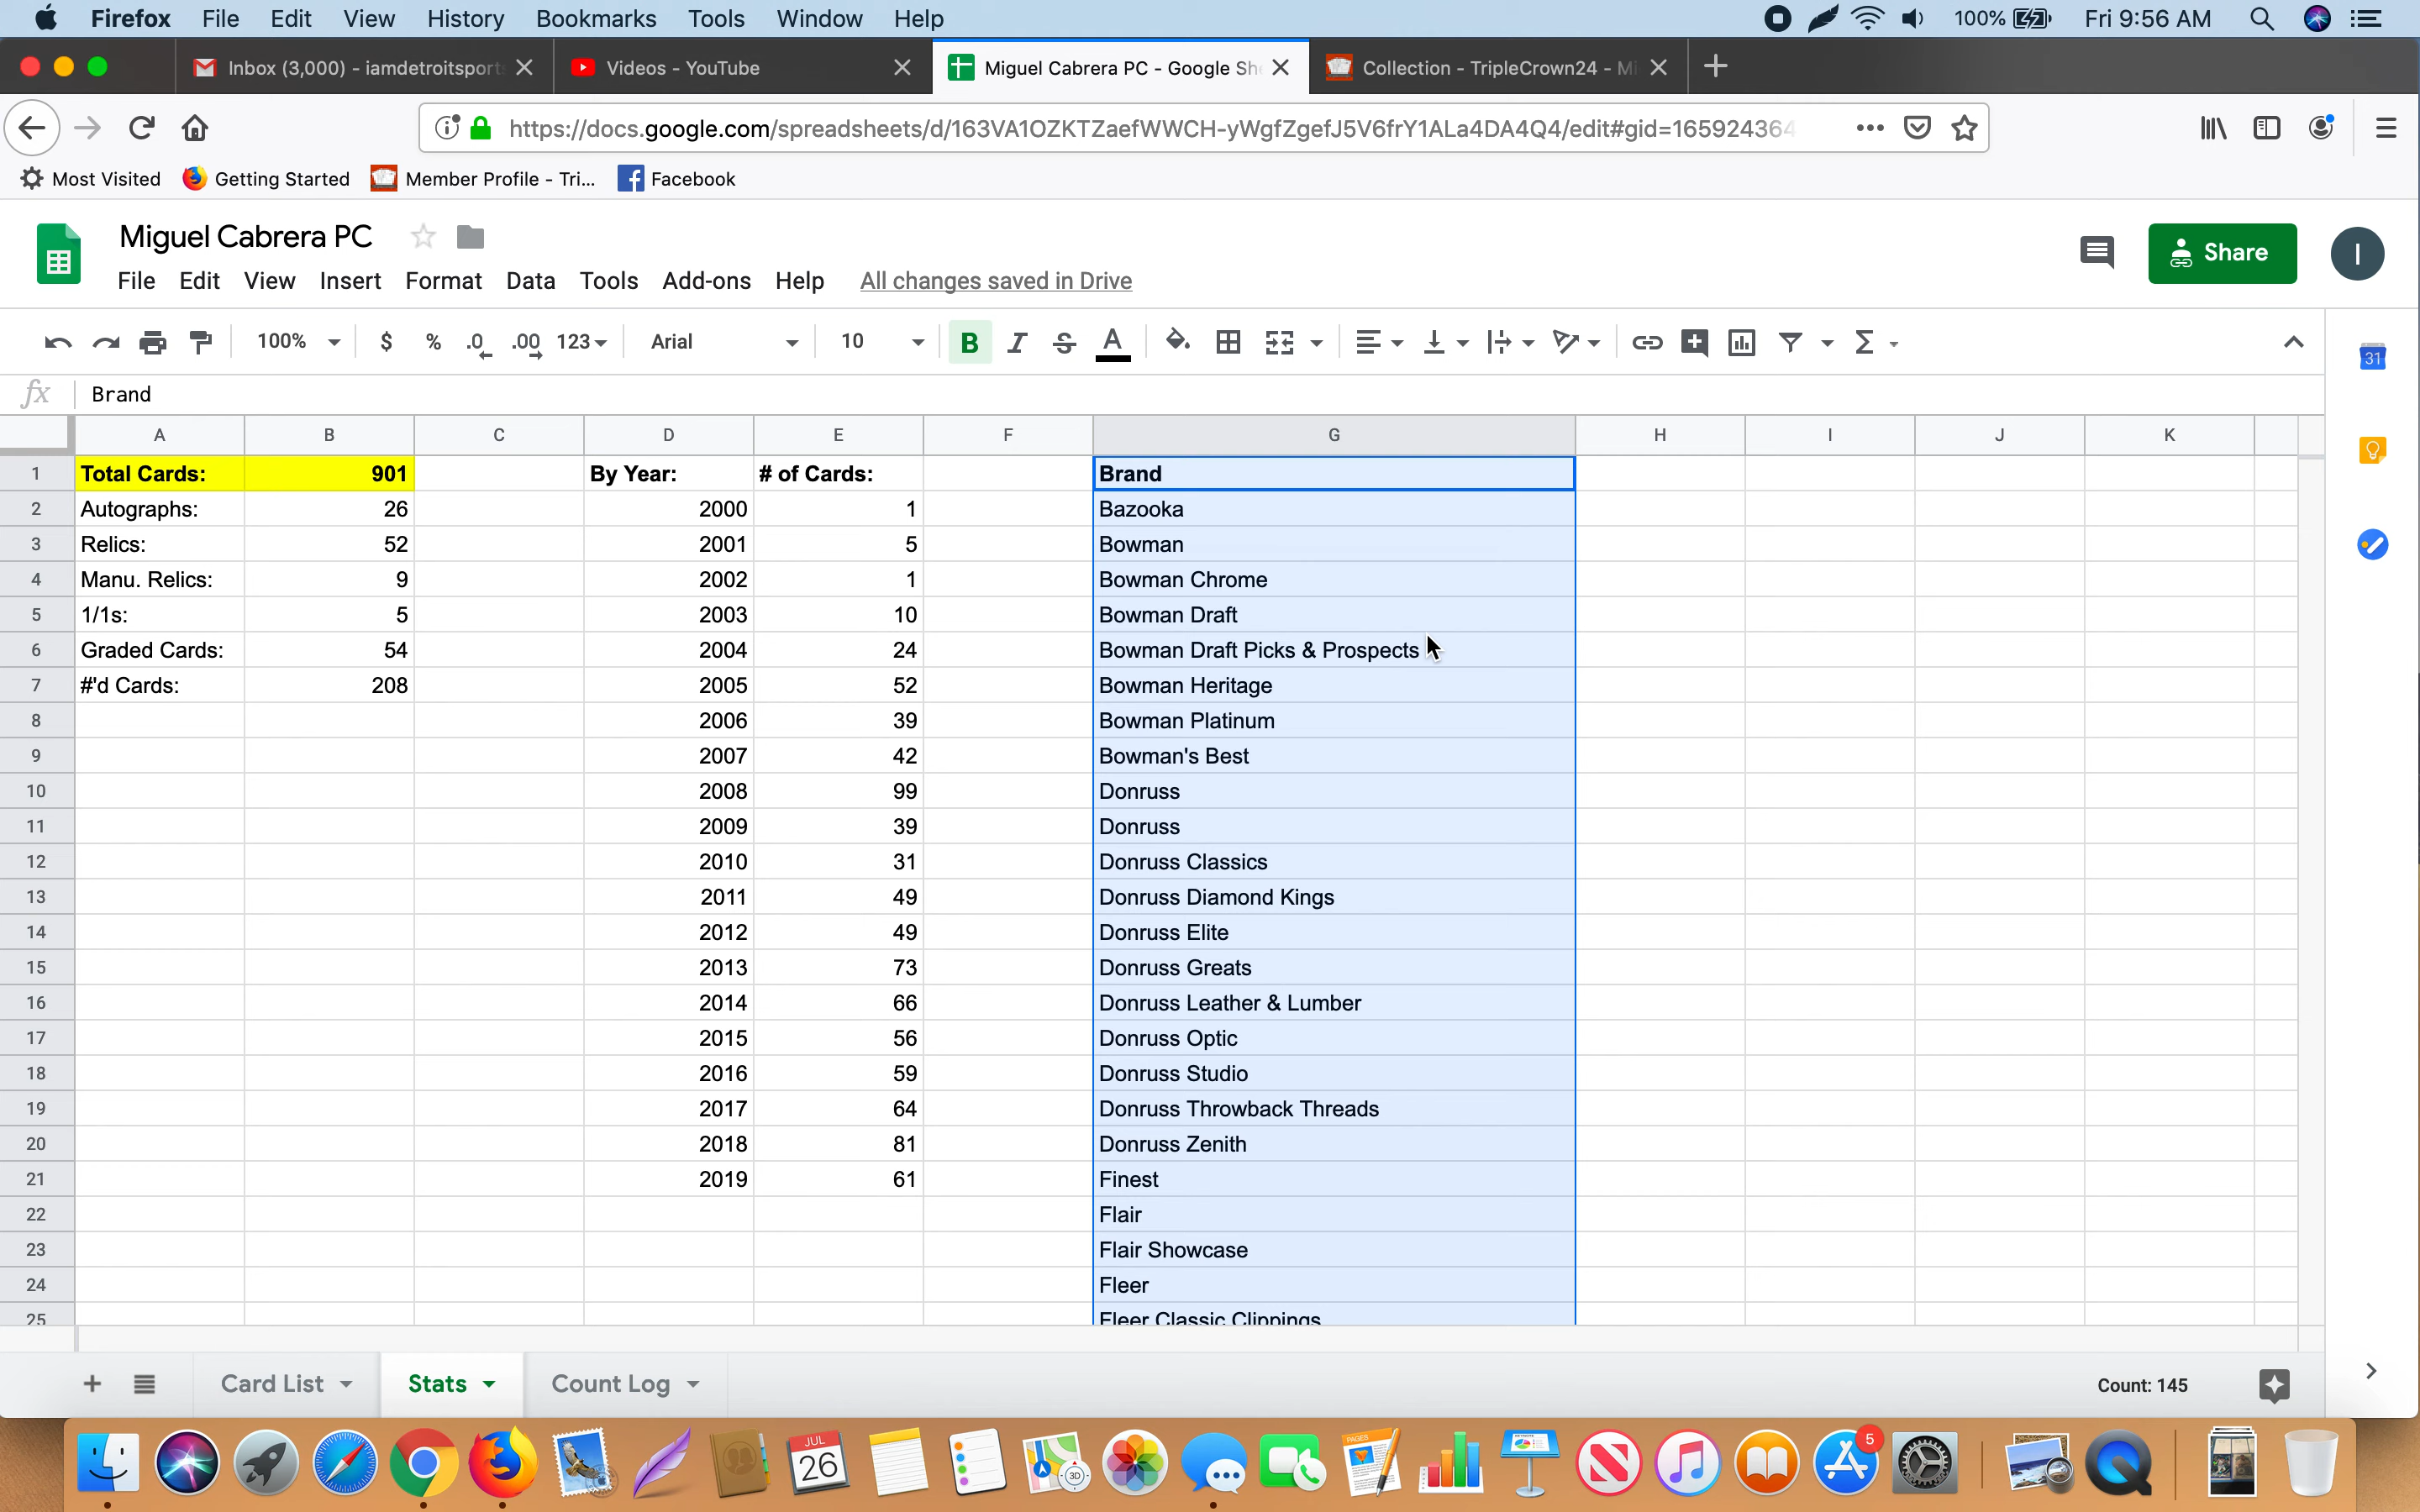 Firefox File Edit View History Bookmarks Tools Window Help 100% Fri 9:56 AM
Inbox (3,000) - iamdetroitsport Videos - YouTube Miguel Cabrera PC - Google Sh Collection - TripleCrown24 - Mi
https://docs.google.com/spreadsheets/d/163VA1OZKTZaefWWCH-yWgfZgefJ5V6frY1ALa4DA4Q4/edit#gid=165924364
Most Visited Getting Started Member Profile - Tri... Facebook
Miguel Cabrera PC
Share I
File Edit View Insert Format Data Tools Add-ons Help All changes saved in Drive
100% $ % .0 .00 123 Arial 10 B I S A
31
fx Brand
A B C D E F G H I J K
1 Total Cards: 901 By Year: # of Cards: Brand
2 Autographs: 26 2000 1 Bazooka
3 Relics: 52 2001 5 Bowman
4 Manu. Relics: 9 2002 1 Bowman Chrome
5 1/1s: 5 2003 10 Bowman Draft
6 Graded Cards: 54 2004 24 Bowman Draft Picks & Prospects
7 #'d Cards: 208 2005 52 Bowman Heritage
8 2006 39 Bowman Platinum
9 2007 42 Bowman's Best
10 2008 99 Donruss
11 2009 39 Donruss
12 2010 31 Donruss Classics
13 2011 49 Donruss Diamond Kings
14 2012 49 Donruss Elite
15 2013 73 Donruss Greats
16 2014 66 Donruss Leather & Lumber
17 2015 56 Donruss Optic
18 2016 59 Donruss Studio
19 2017 64 Donruss Throwback Threads
20 2018 81 Donruss Zenith
21 2019 61 Finest
22 Flair
23 Flair Showcase
24 Fleer
25 Fleer Classic Clippings
Card List Stats Count Log Count: 145
JUL 26 3D PAGES 5